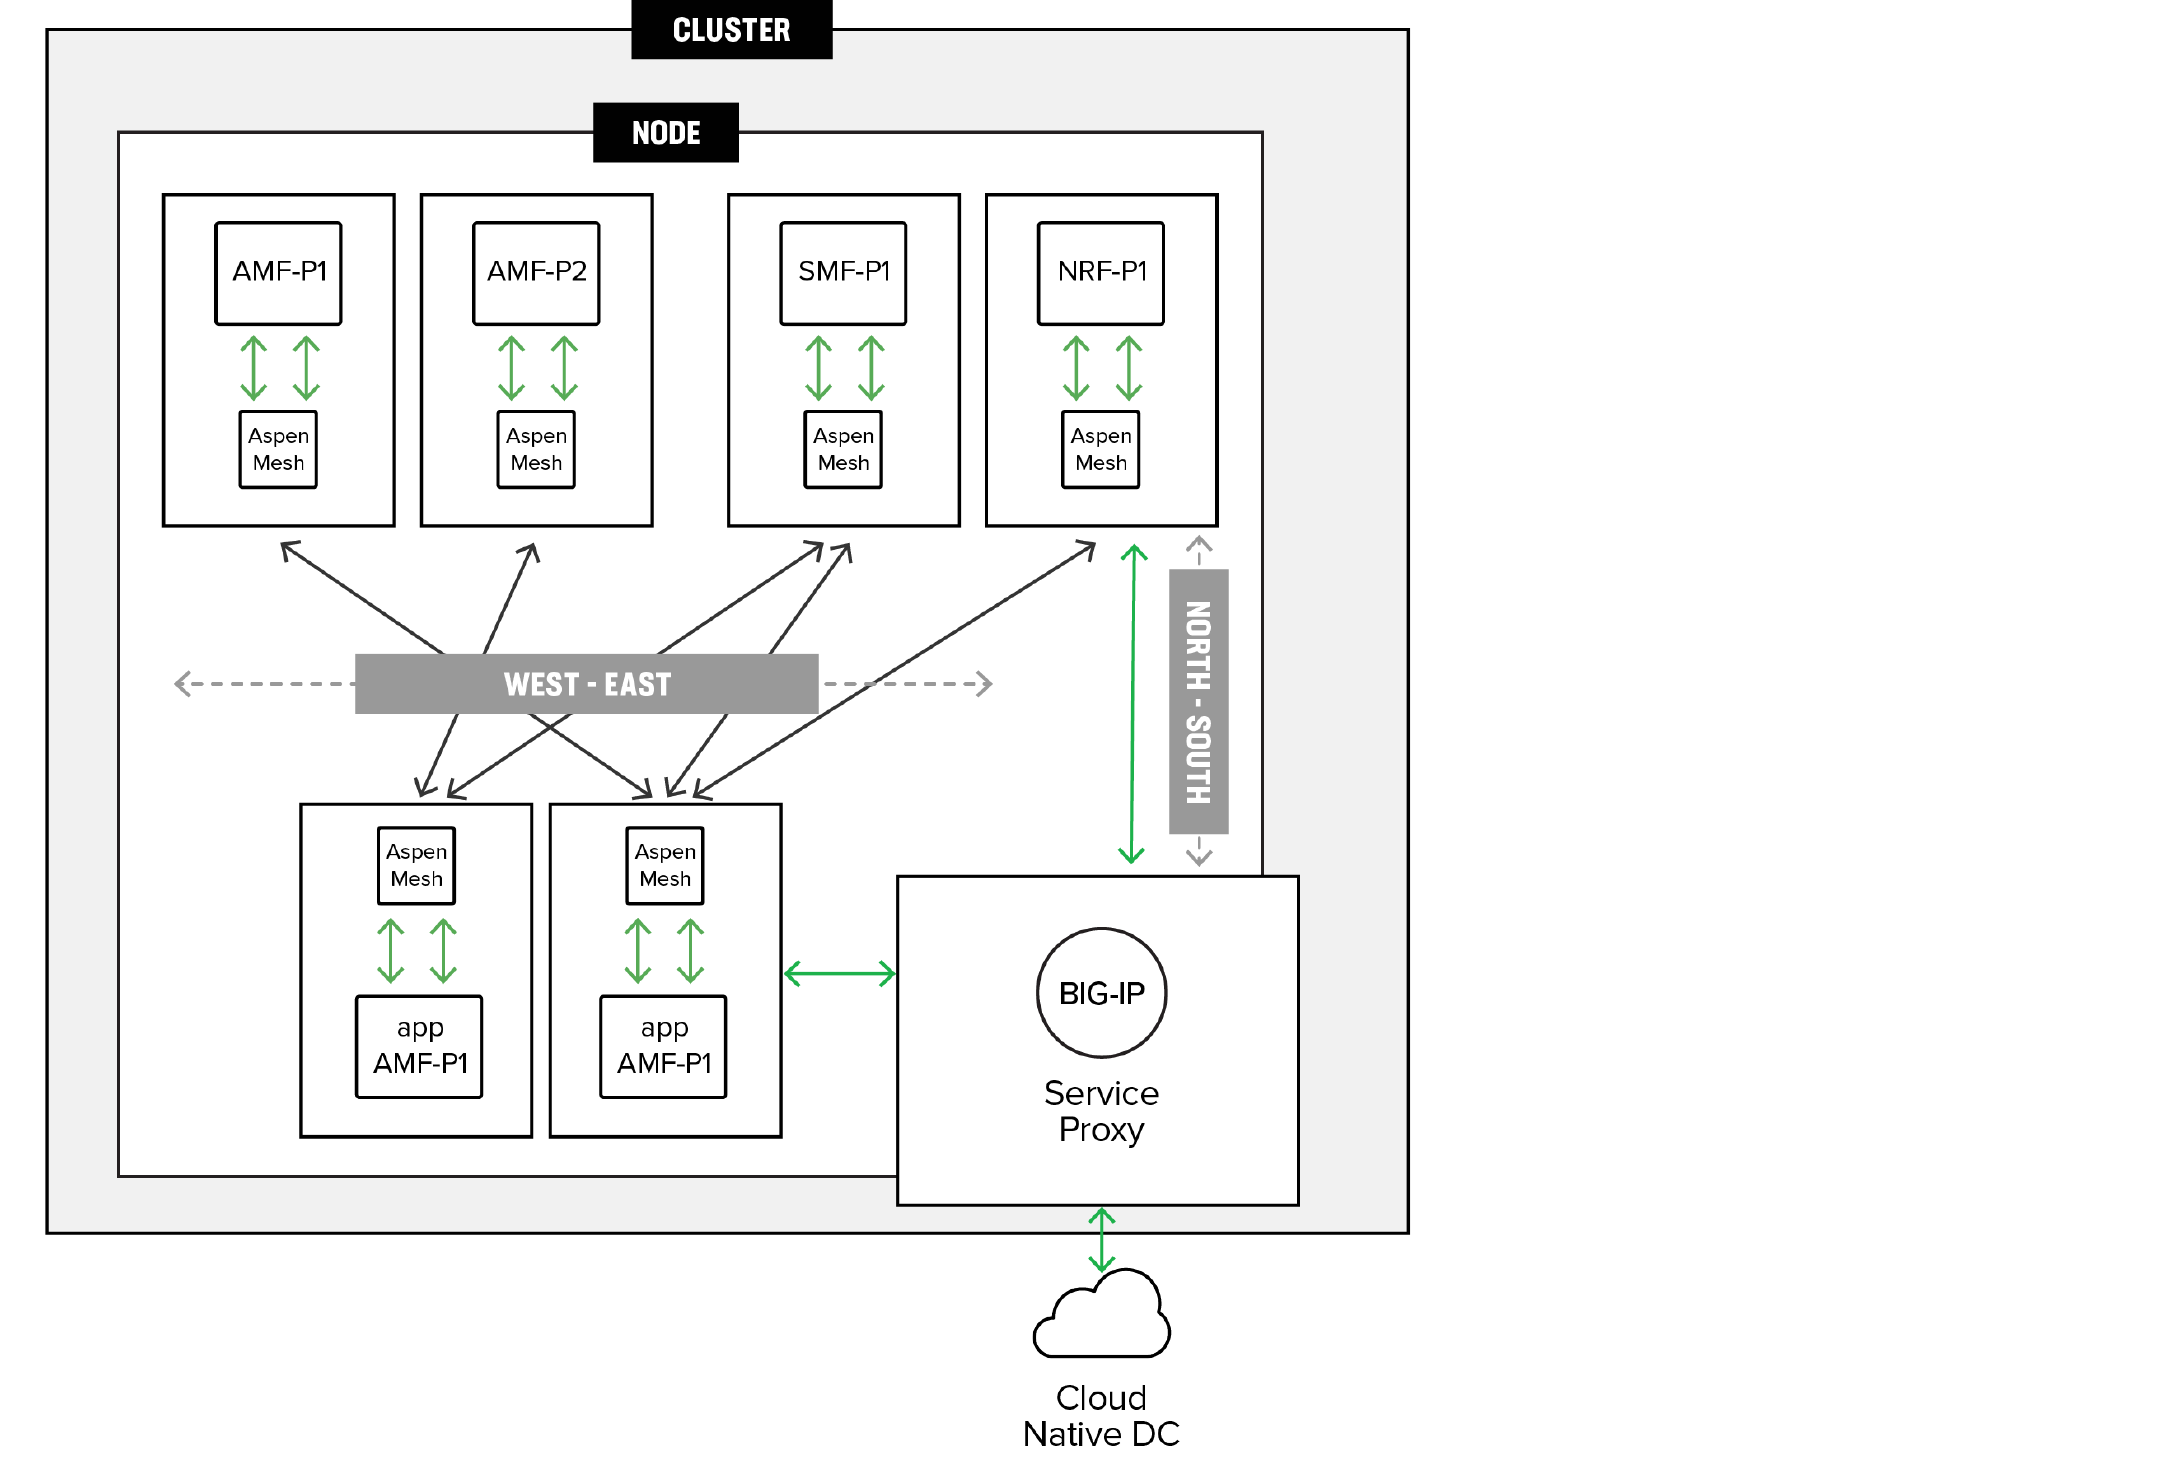 CLUSTER
NODE
AMF-P1
AMF-P2
SMF-P1
NRF-P1
Aspen
Mesh
Aspen
Mesh
Aspen
Mesh
Aspen
Mesh
WEST - EAST
NORTH - SOUTH
Aspen
Mesh
Aspen
Mesh
app
AMF-P1
app
AMF-P1
BIG-IP
Service
Proxy
Cloud
Native DC